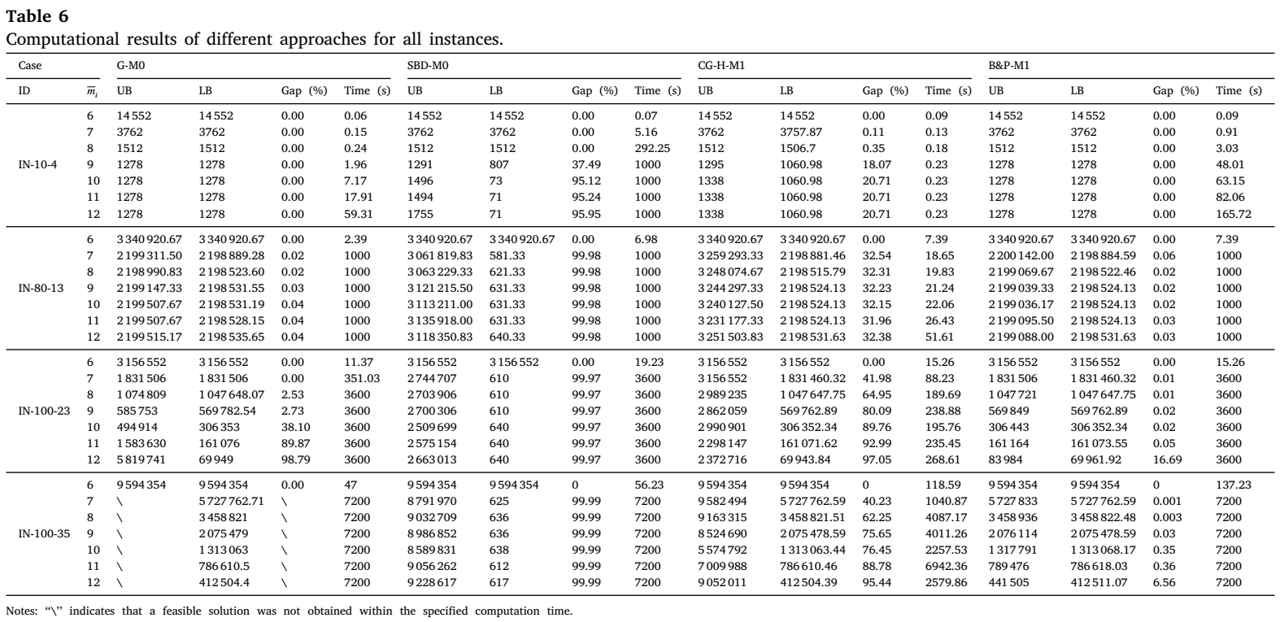 Table 6
Computational results of different approaches for all instances.
Case G-M0 SBD-M0 CG-H-M1 B&P-M1
ID m̅ᵢ UB LB Gap (%) Time (s) UB LB Gap (%) Time (s) UB LB Gap (%) Time (s) UB LB Gap (%) Time (s)
6 14 552 14 552 0.00 0.06 14 552 14 552 0.00 0.07 14 552 14 552 0.00 0.09 14 552 14 552 0.00 0.09
7 3762 3762 0.00 0.15 3762 3762 0.00 5.16 3762 3757.87 0.11 0.13 3762 3762 0.00 0.91
8 1512 1512 0.00 0.24 1512 1512 0.00 292.25 1512 1506.7 0.35 0.18 1512 1512 0.00 3.03
IN-10-4 9 1278 1278 0.00 1.96 1291 807 37.49 1000 1295 1060.98 18.07 0.23 1278 1278 0.00 48.01
10 1278 1278 0.00 7.17 1496 73 95.12 1000 1338 1060.98 20.71 0.23 1278 1278 0.00 63.15
11 1278 1278 0.00 17.91 1494 71 95.24 1000 1338 1060.98 20.71 0.23 1278 1278 0.00 82.06
12 1278 1278 0.00 59.31 1755 71 95.95 1000 1338 1060.98 20.71 0.23 1278 1278 0.00 165.72
6 3 340 920.67 3 340 920.67 0.00 2.39 3 340 920.67 3 340 920.67 0.00 6.98 3 340 920.67 3 340 920.67 0.00 7.39 3 340 920.67 3 340 920.67 0.00 7.39
7 2 199 311.50 2 198 889.28 0.02 1000 3 061 819.83 581.33 99.98 1000 3 259 293.33 2 198 881.46 32.54 18.65 2 200 142.00 2 198 884.59 0.06 1000
8 2 198 990.83 2 198 523.60 0.02 1000 3 063 229.33 621.33 99.98 1000 3 248 074.67 2 198 515.79 32.31 19.83 2 199 069.67 2 198 522.46 0.02 1000
IN-80-13 9 2 199 147.33 2 198 531.55 0.03 1000 3 121 215.50 631.33 99.98 1000 3 244 297.33 2 198 524.13 32.23 21.24 2 199 039.33 2 198 524.13 0.02 1000
10 2 199 507.67 2 198 531.19 0.04 1000 3 113 211.00 631.33 99.98 1000 3 240 127.50 2 198 524.13 32.15 22.06 2 199 036.17 2 198 524.13 0.02 1000
11 2 199 507.67 2 198 528.15 0.04 1000 3 135 918.00 631.33 99.98 1000 3 231 177.33 2 198 524.13 31.96 26.43 2 199 095.50 2 198 524.13 0.03 1000
12 2 199 515.17 2 198 535.65 0.04 1000 3 118 350.83 640.33 99.98 1000 3 251 503.83 2 198 531.63 32.38 51.61 2 199 088.00 2 198 531.63 0.03 1000
6 3 156 552 3 156 552 0.00 11.37 3 156 552 3 156 552 0.00 19.23 3 156 552 3 156 552 0.00 15.26 3 156 552 3 156 552 0.00 15.26
7 1 831 506 1 831 506 0.00 351.03 2 744 707 610 99.97 3600 3 156 552 1 831 460.32 41.98 88.23 1 831 506 1 831 460.32 0.01 3600
8 1 074 809 1 047 648.07 2.53 3600 2 703 906 610 99.97 3600 2 989 235 1 047 647.75 64.95 189.69 1 047 721 1 047 647.75 0.01 3600
IN-100-23 9 585 753 569 782.54 2.73 3600 2 700 306 610 99.97 3600 2 862 059 569 762.89 80.09 238.88 569 849 569 762.89 0.02 3600
10 494 914 306 353 38.10 3600 2 509 699 640 99.97 3600 2 990 901 306 352.34 89.76 195.76 306 443 306 352.34 0.02 3600
11 1 583 630 161 076 89.87 3600 2 575 154 640 99.97 3600 2 298 147 161 071.62 92.99 235.45 161 164 161 073.55 0.05 3600
12 5 819 741 69 949 98.79 3600 2 663 013 640 99.97 3600 2 372 716 69 943.84 97.05 268.61 83 984 69 961.92 16.69 3600
6 9 594 354 9 594 354 0.00 47 9 594 354 9 594 354 0 56.23 9 594 354 9 594 354 0 118.59 9 594 354 9 594 354 0 137.23
7 \ 5 727 762.71 \ 7200 8 791 970 625 99.99 7200 9 582 494 5 727 762.59 40.23 1040.87 5 727 833 5 727 762.59 0.001 7200
8 \ 3 458 821 \ 7200 9 032 709 636 99.99 7200 9 163 315 3 458 821.51 62.25 4087.17 3 458 936 3 458 822.48 0.003 7200
IN-100-35 9 \ 2 075 479 \ 7200 8 986 852 636 99.99 7200 8 524 690 2 075 478.59 75.65 4011.26 2 076 114 2 075 478.59 0.03 7200
10 \ 1 313 063 \ 7200 8 589 831 638 99.99 7200 5 574 792 1 313 063.44 76.45 2257.53 1 317 791 1 313 068.17 0.35 7200
11 \ 786 610.5 \ 7200 9 056 262 612 99.99 7200 7 009 988 786 610.46 88.78 6942.36 789 476 786 618.03 0.36 7200
12 \ 412 504.4 \ 7200 9 228 617 617 99.99 7200 9 052 011 412 504.39 95.44 2579.86 441 505 412 511.07 6.56 7200
Notes: “\” indicates that a feasible solution was not obtained within the specified computation time.